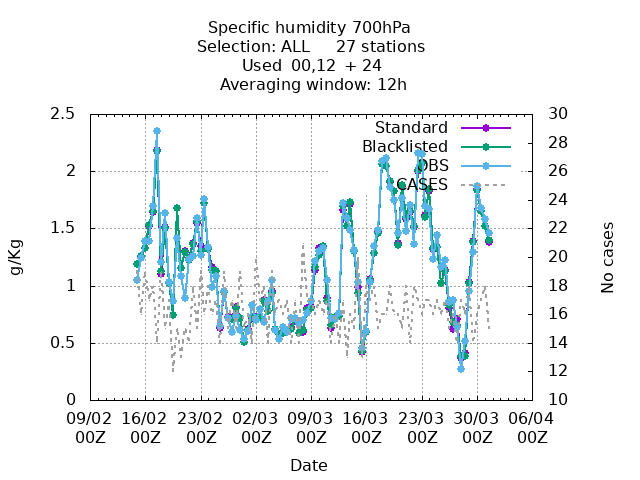 Specific humidity 700hPa
Selection: ALL 27 stations
Used 00,12 + 24
Averaging window: 12h
2.5 30
Standard 28
Blacklisted
2 OBS 26
CASES 24
1.5 22
g/Kg 20 No cases
1 18
16
0.5 14
12
0 10
09/02 16/02 23/02 02/03 09/03 16/03 23/03 30/03 06/04
00Z 00Z 00Z 00Z 00Z 00Z 00Z 00Z 00Z
Date